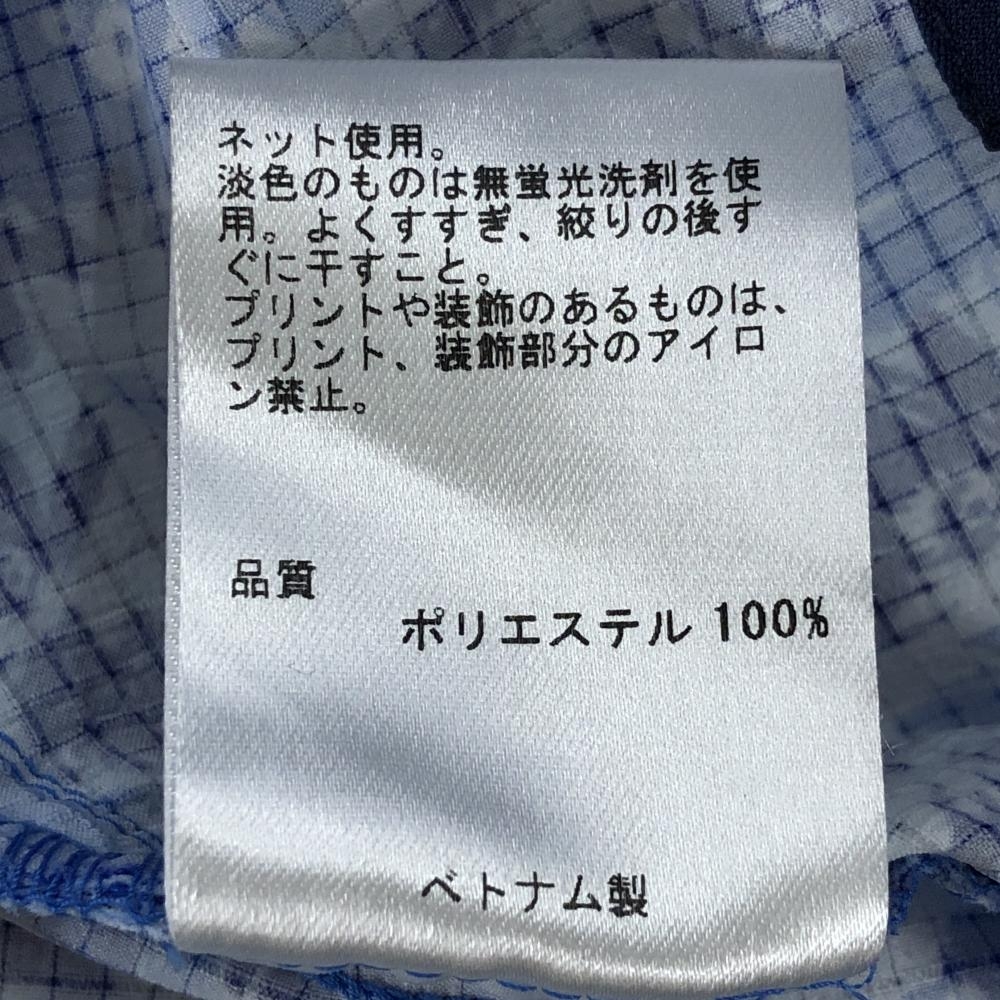 ネット使用。
淡色のものは無蛍光洗剤を使
用。よくすすぎ、絞りの後す
ぐに干すこと。
プリントや装飾のあるものは、
プリント、装飾部分のアイロ
ン禁止。
品質
ポリエステル 100%
ベトナム製